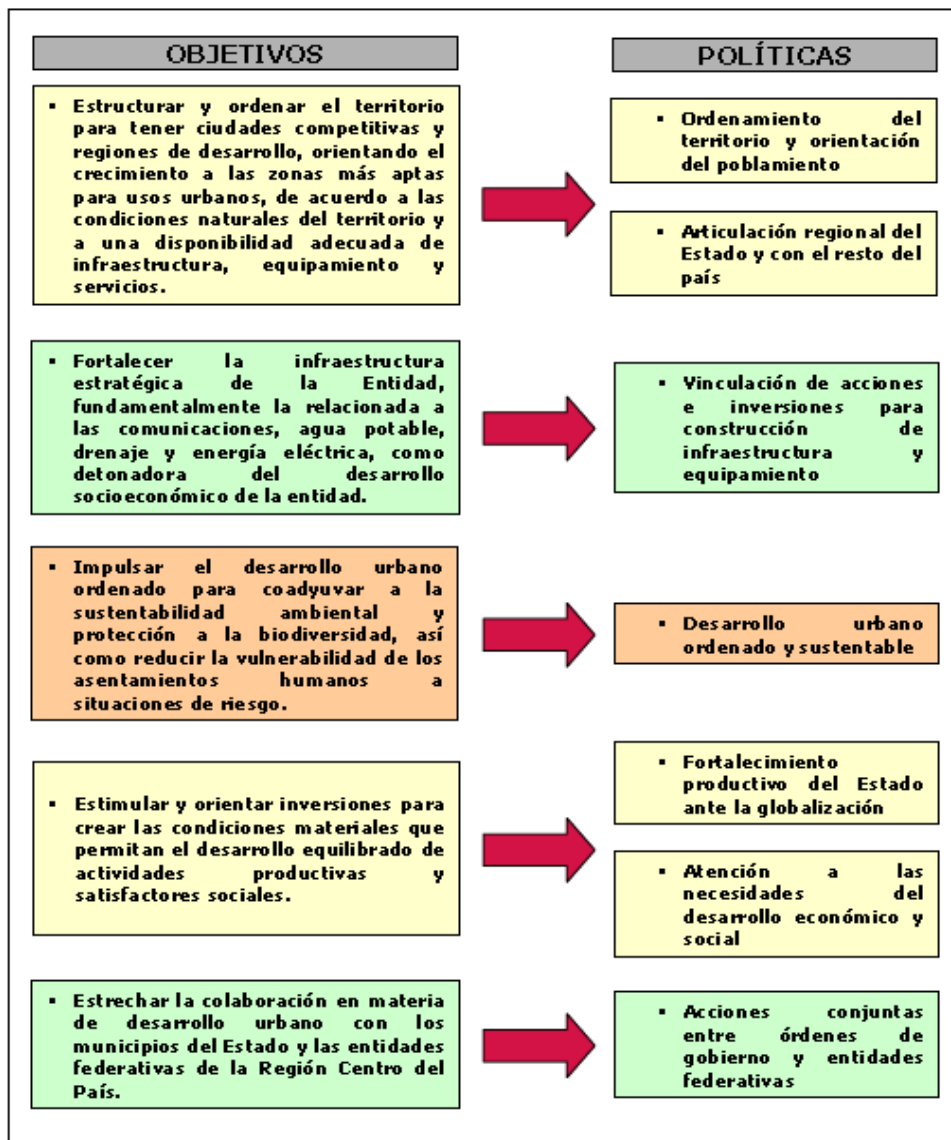 OBJETIVOS
▪ Estructurar y ordenar el territorio
para tener ciudades competitivas y
regiones de desarrollo, orientando el
crecimiento a las zonas más aptas
para usos urbanos, de acuerdo a las
condiciones naturales del territorio y
a una disponibilidad adecuada de
infraestructura, equipamiento y
servicios.
▪ Fortalecer la infraestructura
estratégica de la Entidad,
fundamentalmente la relacionada a
las comunicaciones, agua potable,
drenaje y energía eléctrica, como
detonadora del desarrollo
socioeconómico de la entidad.
▪ Impulsar el desarrollo urbano
ordenado para coadyuvar a la
sustentabilidad ambiental y
protección a la biodiversidad, así
como reducir la vulnerabilidad de los
asentamientos humanos a
situaciones de riesgo.
▪ Estimular y orientar inversiones para
crear las condiciones materiales que
permitan el desarrollo equilibrado de
actividades productivas y
satisfactores sociales.
▪ Estrechar la colaboración en materia
de desarrollo urbano con los
municipios del Estado y las entidades
federativas de la Región Centro del
País.
POLÍTICAS
▪ Ordenamiento del
territorio y orientación
del poblamiento
▪ Articulación regional del
Estado y con el resto del
país
▪ Vinculación de acciones
e inversiones para
construcción de
infraestructura y
equipamiento
▪ Desarrollo urbano
ordenado y sustentable
▪ Fortalecimiento
productivo del Estado
ante la globalización
▪ Atención a las
necesidades del
desarrollo económico y
social
▪ Acciones conjuntas
entre órdenes de
gobierno y entidades
federativas